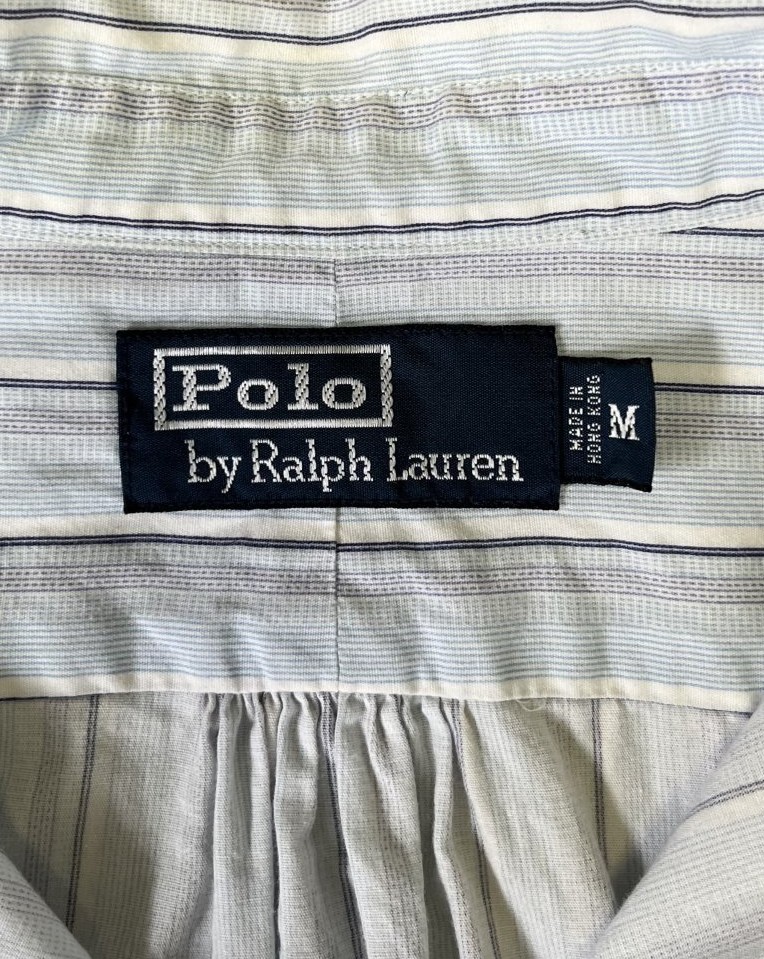 Polo
by Ralph Lauren
MADE IN
HONG KONG
M